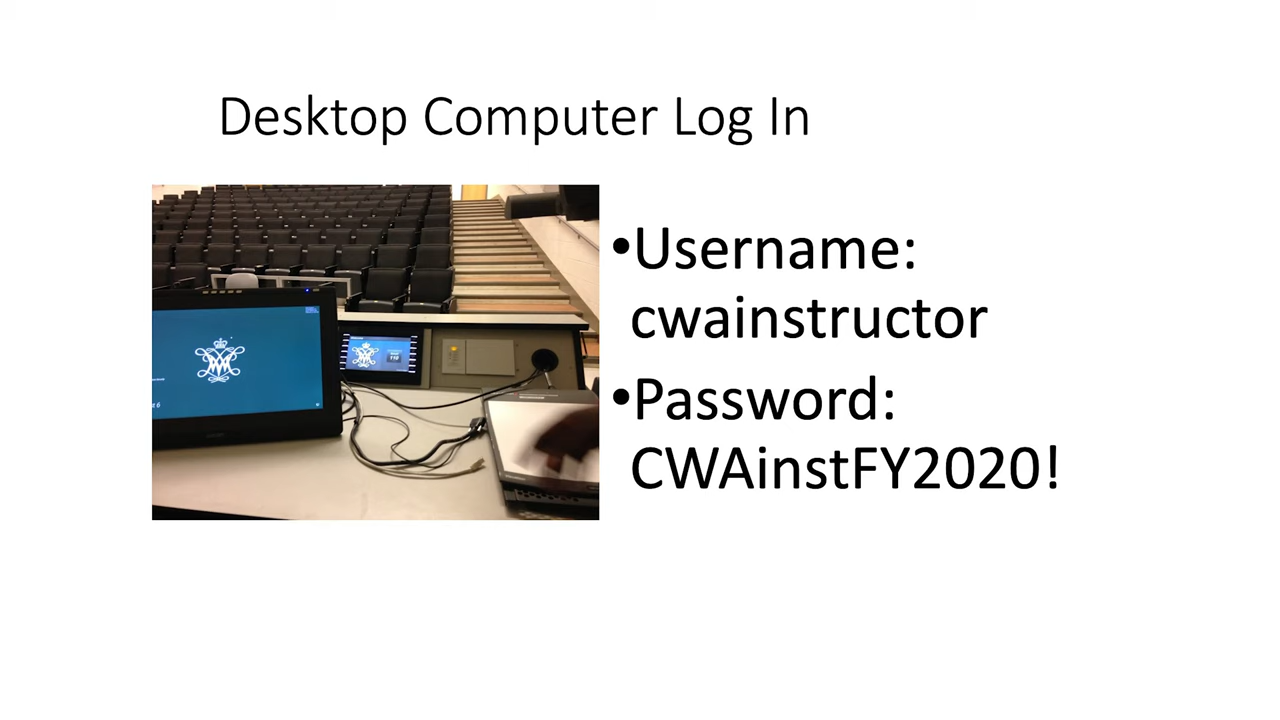 Desktop Computer Log In
•Username:
cwainstructor
•Password:
CWAinstFY2020!